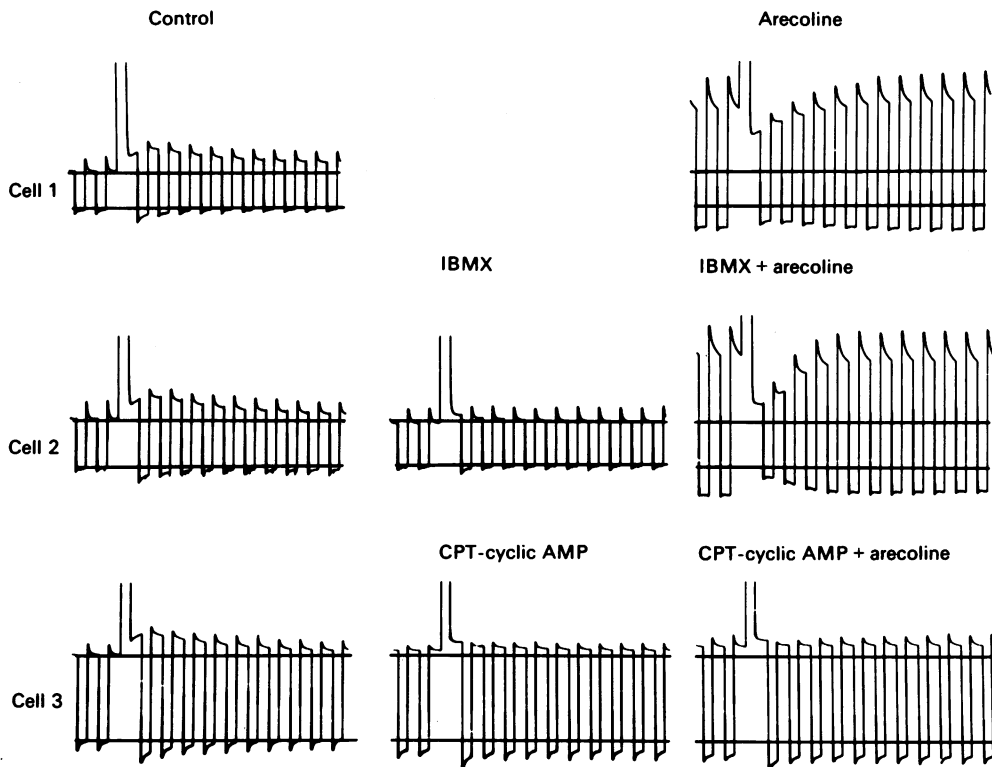 Control
Arecoline
Cell 1
IBMX
IBMX + arecoline
Cell 2
CPT-cyclic AMP
CPT-cyclic AMP + arecoline
Cell 3